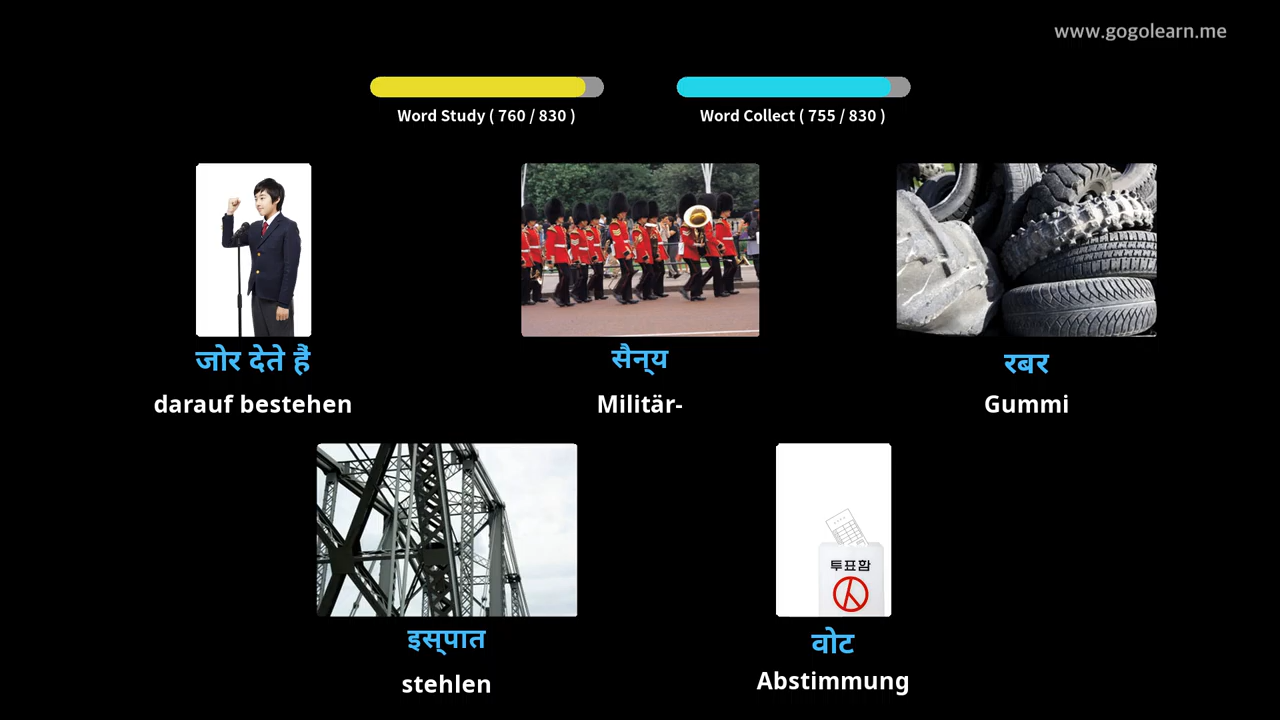 www.gogolearn.me
Word Study ( 760 / 830 )
Word Collect ( 755 / 830 )
जोर देते हैं
सैन्‍य
रबर
darauf bestehen
Militär-
Gummi
투표함
इस्‍पात
वोट
stehlen
Abstimmung